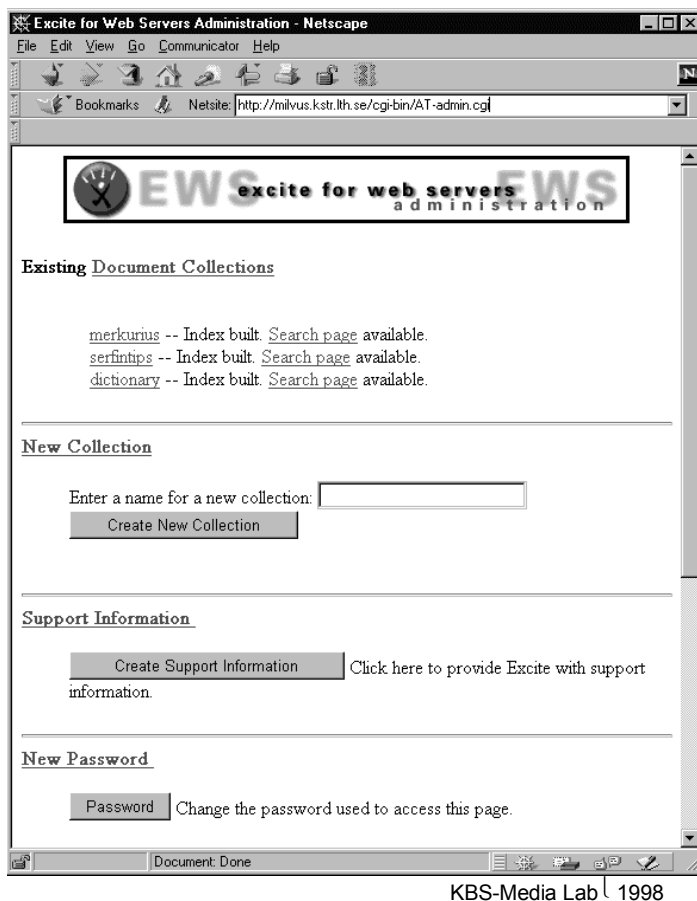 Excite for Web Servers Administration - Netscape
File Edit View Go Communicator Help
N
Bookmarks Netsite: http://milvus.kstr.lth.se/cgi-bin/AT-admin.cgi
EWS excite for web servers EWS
administration
Existing Document Collections
merkurius -- Index built. Search page available.
serfintips -- Index built. Search page available.
dictionary -- Index built. Search page available.
New Collection
Enter a name for a new collection:
Create New Collection
Support Information
Create Support Information Click here to provide Excite with support
information.
New Password
Password Change the password used to access this page.
Document: Done
KBS-Media Lab 1998